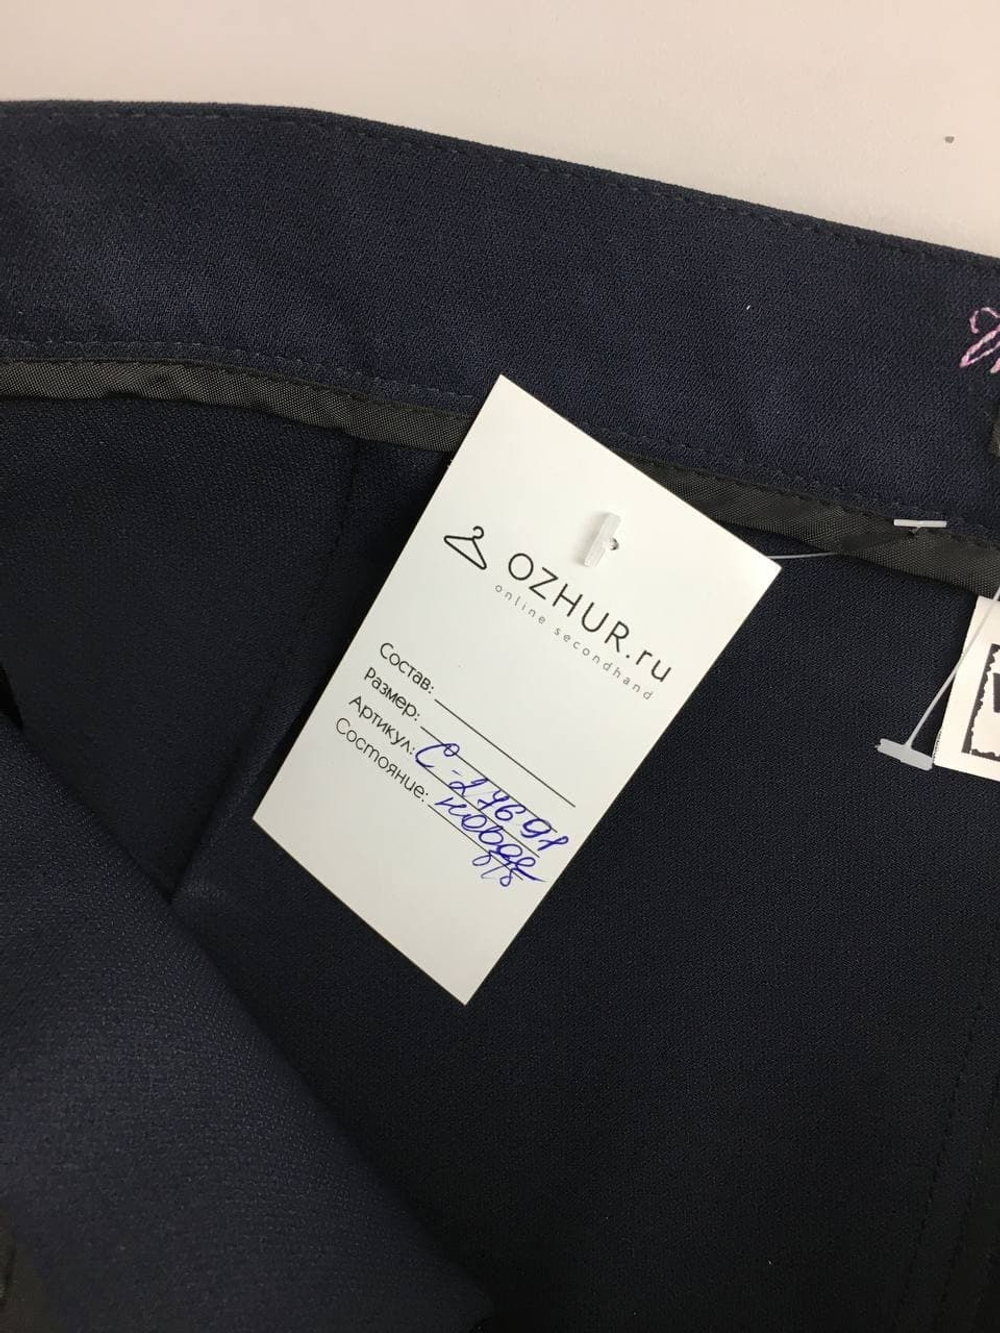 OZHUR.ru
online secondhand
Состав:
Размер:
Артикул: С-27691
Состояние: новое
б/б